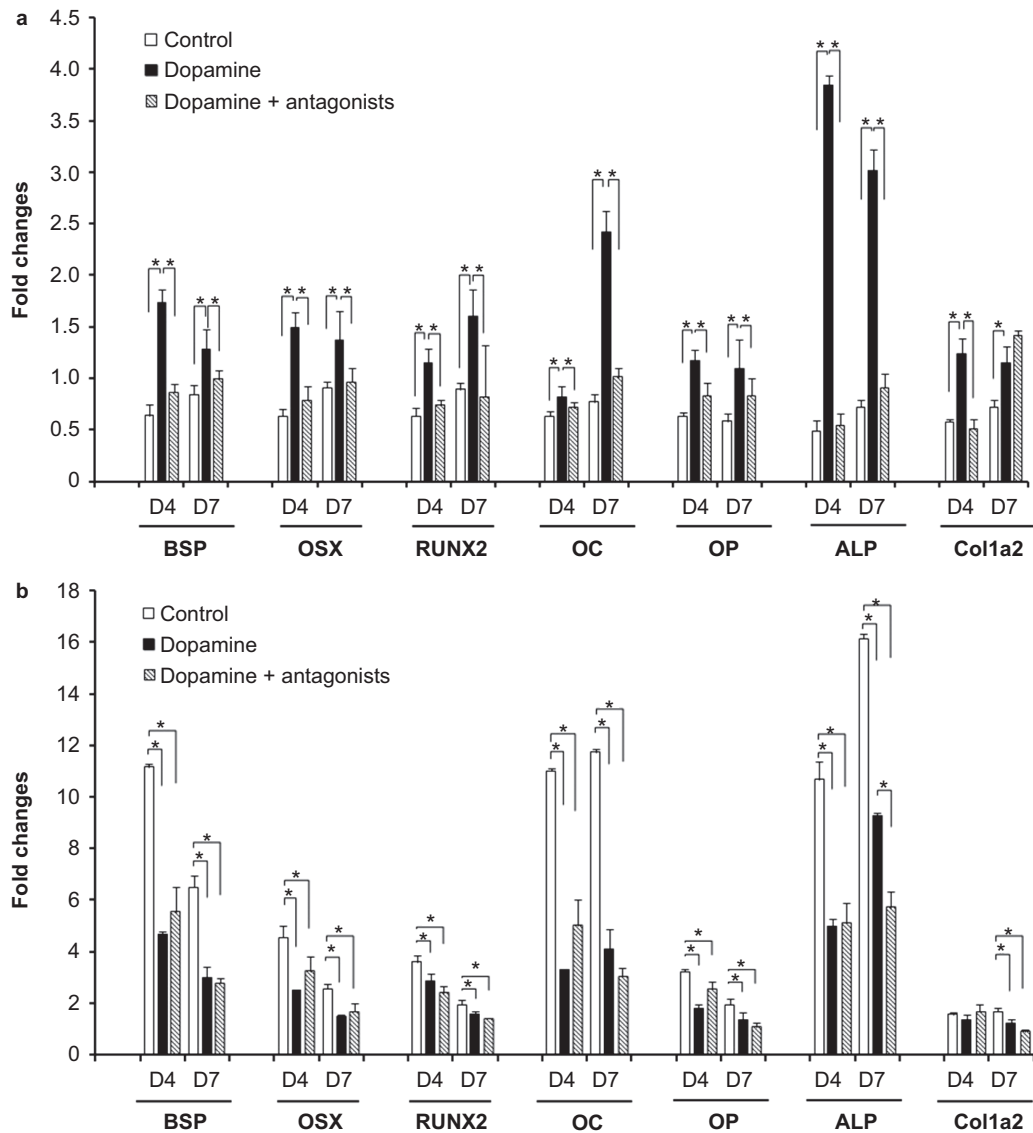 a
4.5
4.0
3.5
3.0
2.5
2.0
1.5
1.0
0.5
0
Fold changes
Control
Dopamine
Dopamine + antagonists
* * * * * * * * * * * * * * * * * * * * * * * * * * *
D4 D7 D4 D7 D4 D7 D4 D7 D4 D7 D4 D7 D4 D7
BSP OSX RUNX2 OC OP ALP Col1a2
b
18
16
14
12
10
8
6
4
2
0
Fold changes
Control
Dopamine
Dopamine + antagonists
* * * * * * * * * * * * * * * * * * * * * * * * * * *
D4 D7 D4 D7 D4 D7 D4 D7 D4 D7 D4 D7 D4 D7
BSP OSX RUNX2 OC OP ALP Col1a2